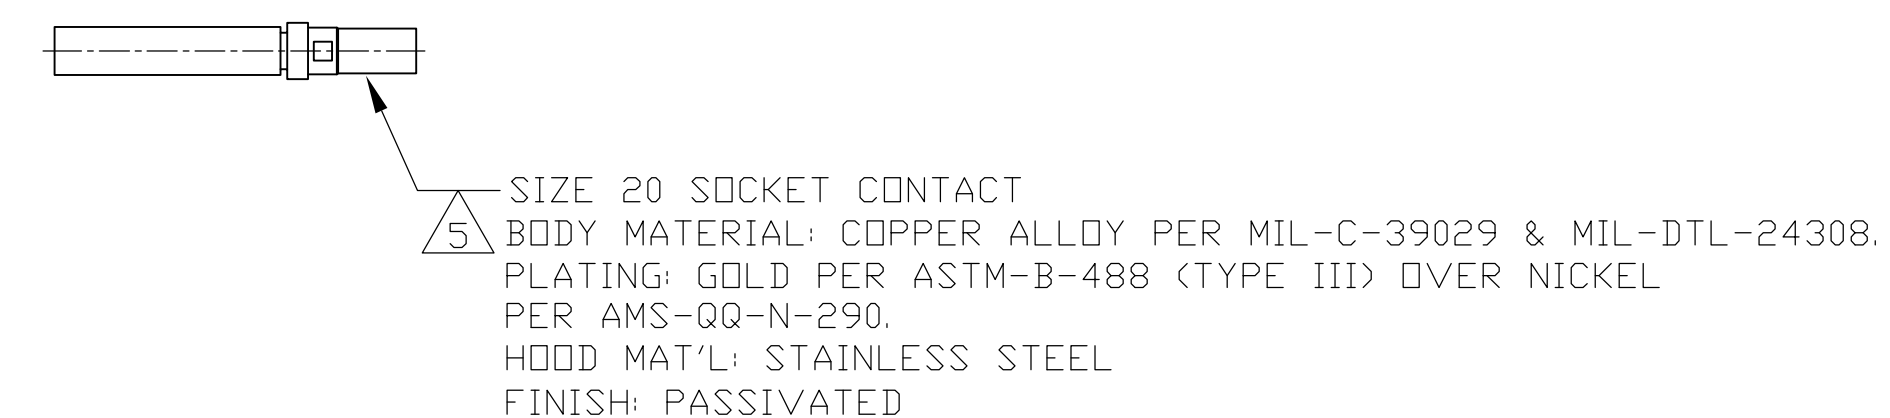 SIZE 20 SOCKET CONTACT
5
BODY MATERIAL: COPPER ALLOY PER MIL-C-39029 & MIL-DTL-24308.
PLATING: GOLD PER ASTM-B-488 (TYPE III) OVER NICKEL
PER AMS-QQ-N-290.
HOOD MAT'L: STAINLESS STEEL
FINISH: PASSIVATED